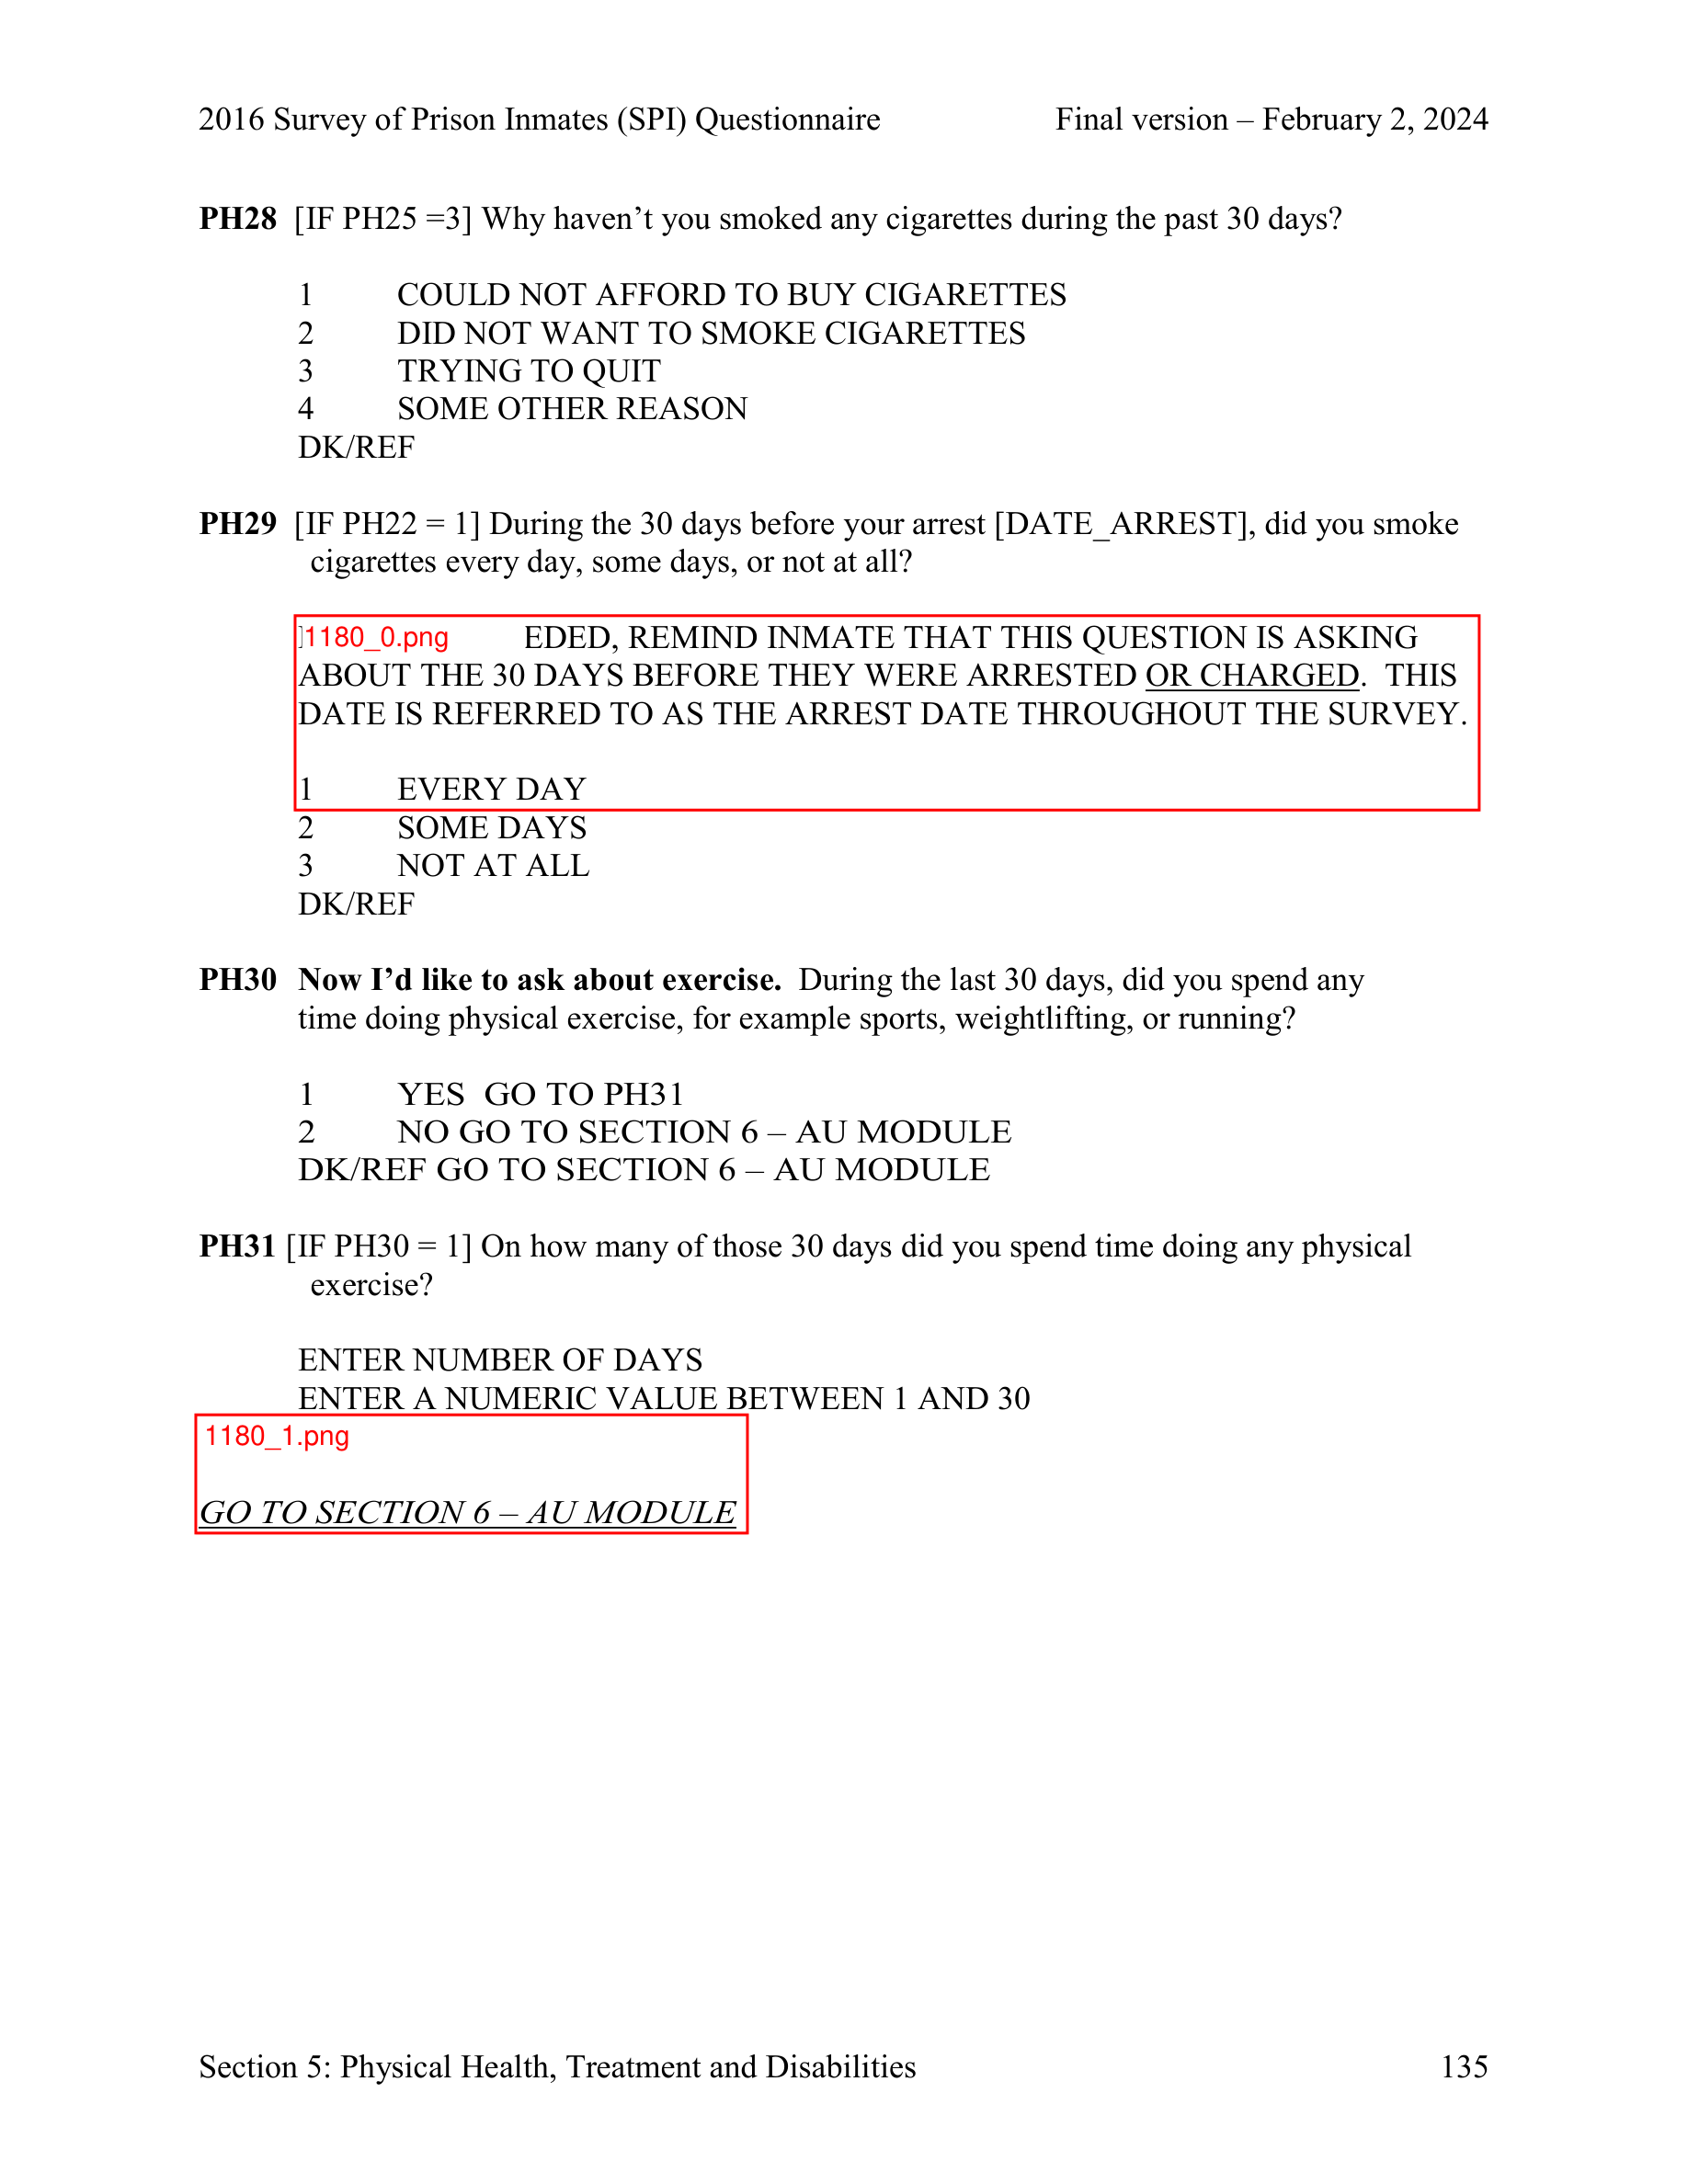 2016 Survey of Prison Inmates (SPI) Questionnaire Final version – February 2, 2024
PH28 [IF PH25 =3] Why haven’t you smoked any cigarettes during the past 30 days?
1 COULD NOT AFFORD TO BUY CIGARETTES
2 DID NOT WANT TO SMOKE CIGARETTES
3 TRYING TO QUIT
4 SOME OTHER REASON
DK/REF
PH29 [IF PH22 = 1] During the 30 days before your arrest [DATE_ARREST], did you smoke
cigarettes every day, some days, or not at all?
1180_0.png EDED, REMIND INMATE THAT THIS QUESTION IS ASKING
ABOUT THE 30 DAYS BEFORE THEY WERE ARRESTED OR CHARGED. THIS
DATE IS REFERRED TO AS THE ARREST DATE THROUGHOUT THE SURVEY.
1 EVERY DAY
2 SOME DAYS
3 NOT AT ALL
DK/REF
PH30 Now I’d like to ask about exercise. During the last 30 days, did you spend any
time doing physical exercise, for example sports, weightlifting, or running?
1 YES GO TO PH31
2 NO GO TO SECTION 6 – AU MODULE
DK/REF GO TO SECTION 6 – AU MODULE
PH31 [IF PH30 = 1] On how many of those 30 days did you spend time doing any physical
exercise?
ENTER NUMBER OF DAYS
ENTER A NUMERIC VALUE BETWEEN 1 AND 30
1180_1.png
GO TO SECTION 6 – AU MODULE
Section 5: Physical Health, Treatment and Disabilities 135